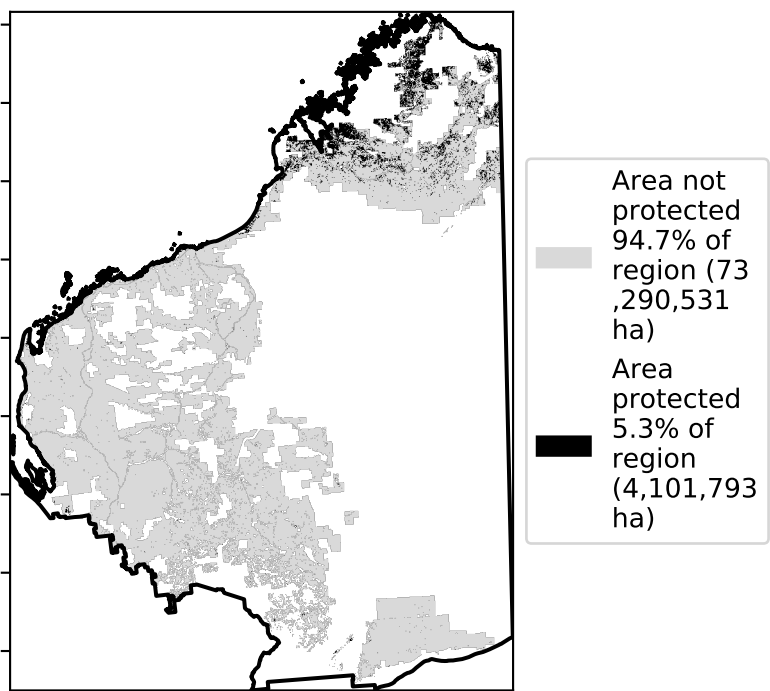 Area not
protected
94.7% of
region (73
,290,531
ha)
Area
protected
5.3% of
region
(4,101,793
ha)